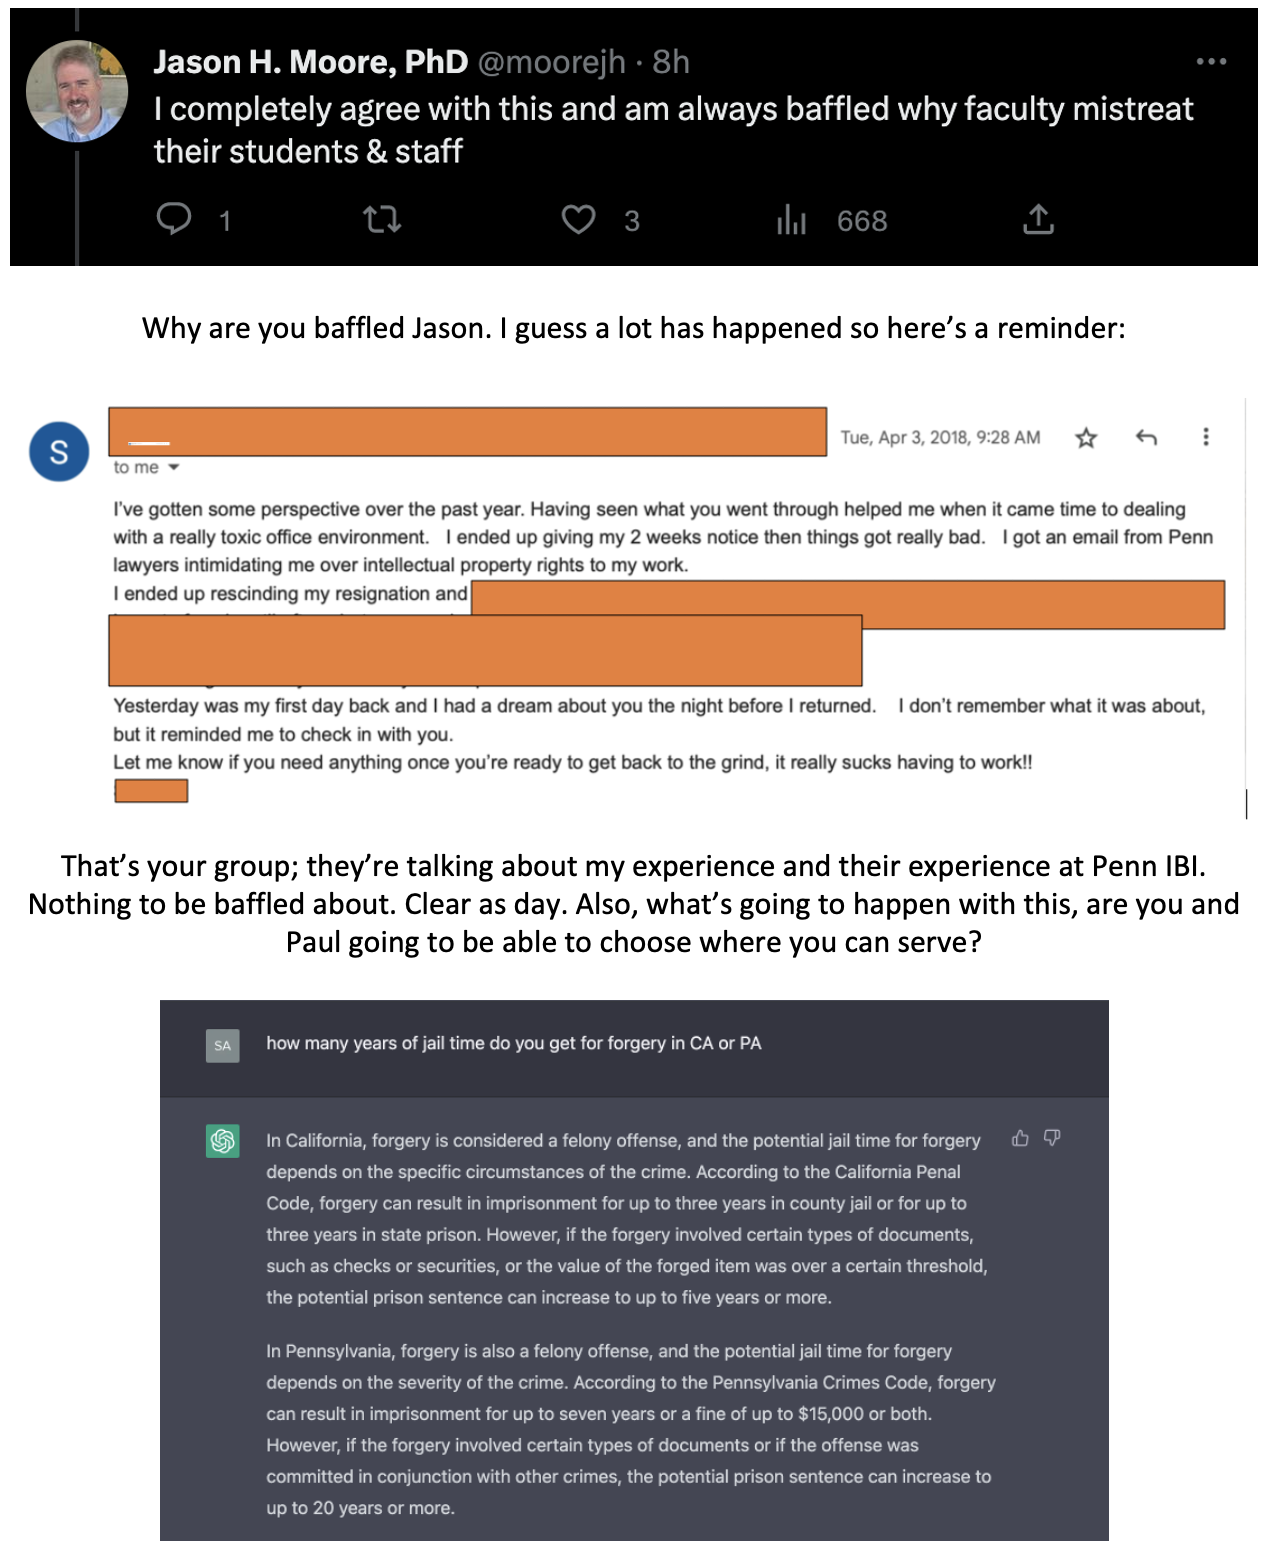 Jason H. Moore, PhD @moorejh · 8h
I completely agree with this and am always baffled why faculty mistreat
their students & staff
1 3 668
Why are you baffled Jason. I guess a lot has happened so here's a reminder:
S
Tue, Apr 3, 2018, 9:28 AM
to me
I've gotten some perspective over the past year. Having seen what you went through helped me when it came time to dealing
with a really toxic office environment. I ended up giving my 2 weeks notice then things got really bad. I got an email from Penn
lawyers intimidating me over intellectual property rights to my work.
I ended up rescinding my resignation and
Yesterday was my first day back and I had a dream about you the night before I returned. I don't remember what it was about,
but it reminded me to check in with you.
Let me know if you need anything once you're ready to get back to the grind, it really sucks having to work!!
That's your group; they're talking about my experience and their experience at Penn IBI.
Nothing to be baffled about. Clear as day. Also, what's going to happen with this, are you and
Paul going to be able to choose where you can serve?
SA
how many years of jail time do you get for forgery in CA or PA
In California, forgery is considered a felony offense, and the potential jail time for forgery
depends on the specific circumstances of the crime. According to the California Penal
Code, forgery can result in imprisonment for up to three years in county jail or for up to
three years in state prison. However, if the forgery involved certain types of documents,
such as checks or securities, or the value of the forged item was over a certain threshold,
the potential prison sentence can increase to up to five years or more.
In Pennsylvania, forgery is also a felony offense, and the potential jail time for forgery
depends on the severity of the crime. According to the Pennsylvania Crimes Code, forgery
can result in imprisonment for up to seven years or a fine of up to $15,000 or both.
However, if the forgery involved certain types of documents or if the offense was
committed in conjunction with other crimes, the potential prison sentence can increase to
up to 20 years or more.